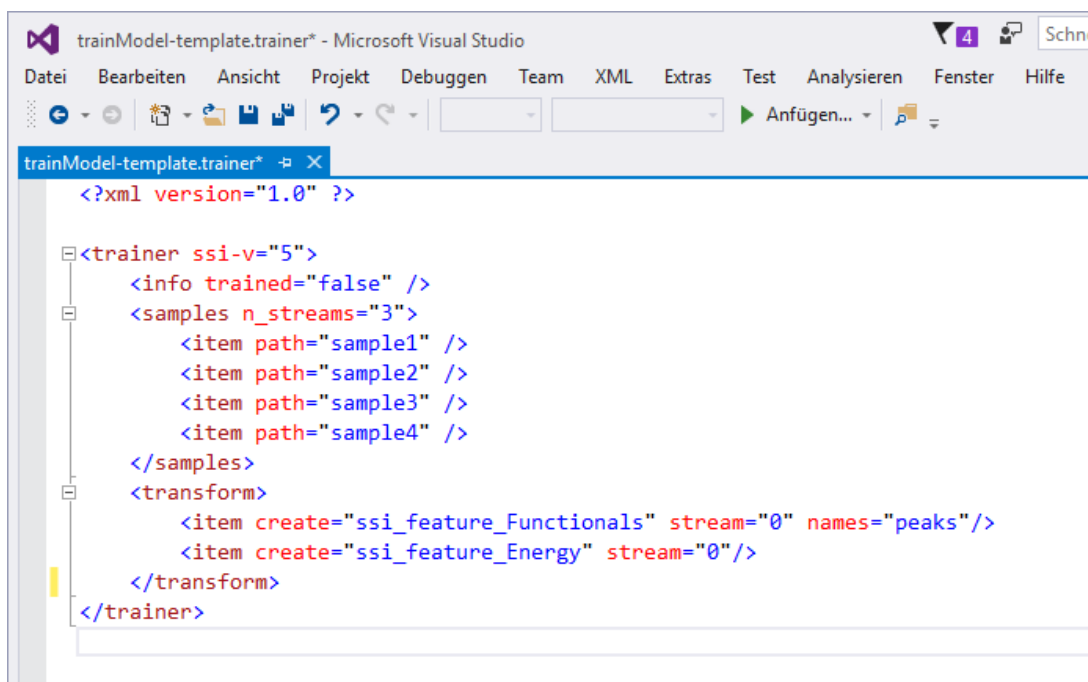 trainModel-template.trainer* - Microsoft Visual Studio
4
Datei Bearbeiten Ansicht Projekt Debuggen Team XML Extras Test Analysieren Fenster Hilfe
Anfügen...
trainModel-template.trainer*
<?xml version="1.0" ?>
<trainer ssi-v="5">
<info trained="false" />
<samples n_streams="3">
<item path="sample1" />
<item path="sample2" />
<item path="sample3" />
<item path="sample4" />
</samples>
<transform>
<item create="ssi_feature_Functionals" stream="0" names="peaks"/>
<item create="ssi_feature_Energy" stream="0"/>
</transform>
</trainer>